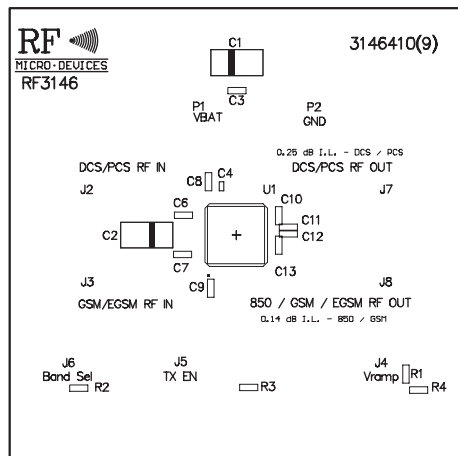 RF
MICRO·DEVICES
RF3146
3146410(9)
C1
C3
P1
VBAT
P2
GND
0.25 dB I.L. - DCS / PCS
DCS/PCS RF IN
DCS/PCS RF OUT
J2
C8
C4
U1
J7
C10
C6
C11
C2
C12
C7
C13
J3
C9
J8
GSM/EGSM RF IN
850 / GSM / EGSM RF OUT
0.14 dB I.L. - 850 / GSM
J6
Band Sel
R2
J5
TX EN
R3
J4
Vramp
R1
R4